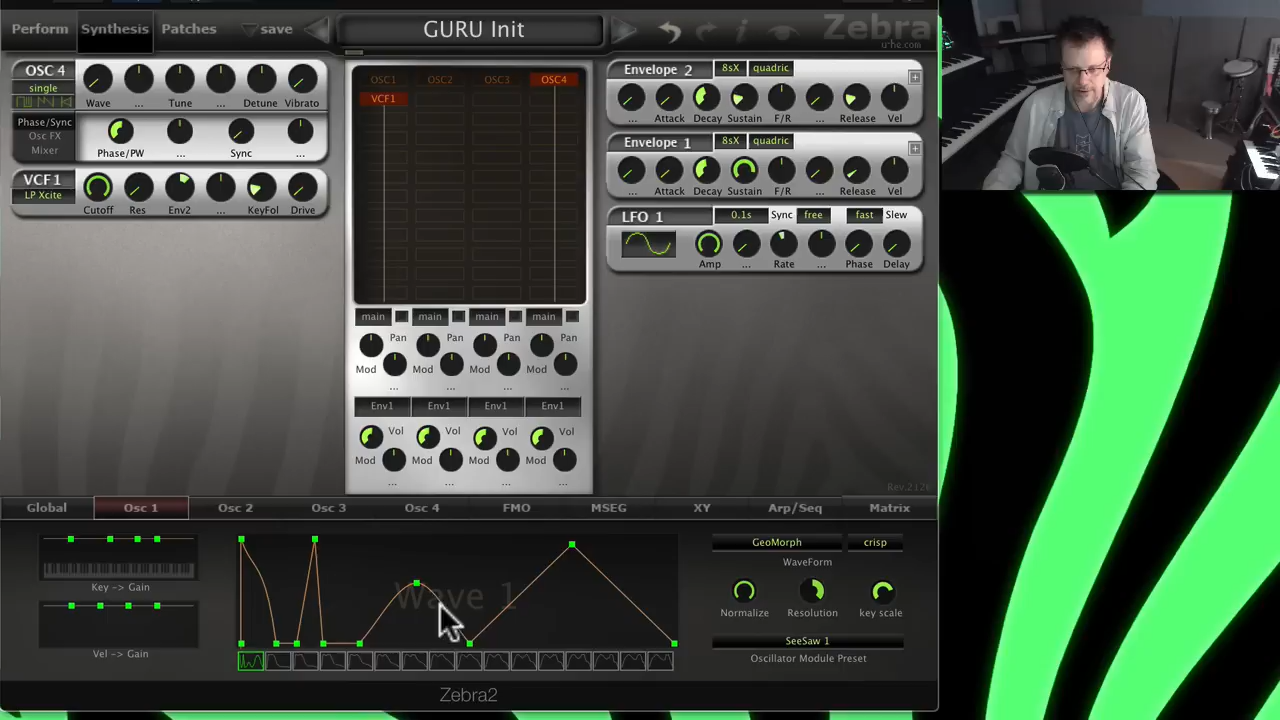 Perform Synthesis Patches save GURU Init Zebra
u-he.com
OSC 4
single
Wave ... Tune ... Detune Vibrato
Phase/Sync
Osc FX
Mixer
Phase/PW ... Sync ...
VCF1
LP Xcite
Cutoff Res Env2 ... KeyFol Drive
OSC1 OSC2 OSC3 OSC4
VCF1
main main main main
Pan Pan Pan Pan
Mod Mod Mod Mod
... ... ... ...
Env1 Env1 Env1 Env1
Vol Vol Vol Vol
Mod Mod Mod Mod
... ... ... ...
Envelope 2 8sX quadric
... Attack Decay SustaiX F/R ... Release Vel
Envelope 1 8sX quadric
... Attack Decay Sustain F/R ... Release Vel
LFO 1 0.1s Sync free fast Slew
Amp ... Rate ... Phase Delay
Global Osc 1 Osc 2 Osc 3 Osc 4 FMO MSEG XY Arp/Seq Matrix
Key -> Gain
Vel -> Gain
Wave 1
GeoMorph crisp
WaveForm
Normalize Resolution key scale
SeeSaw 1
Oscillator Module Preset
Zebra2